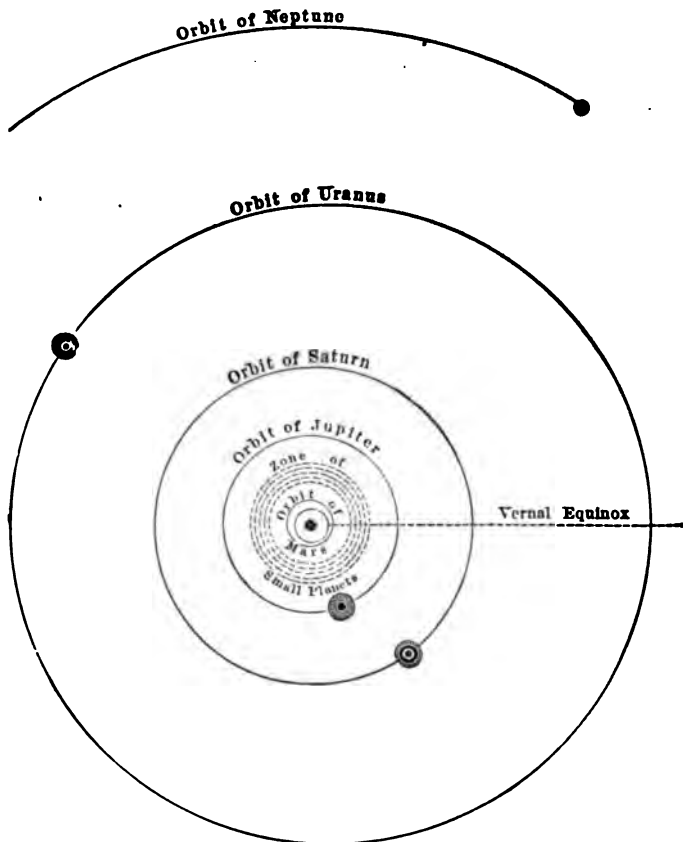 Orbit of Neptune
Orbit of Uranus
Orbit of Saturn
Orbit of Jupiter
Zone of
Orbit of
Mars
Small Planets
Vernal Equinox